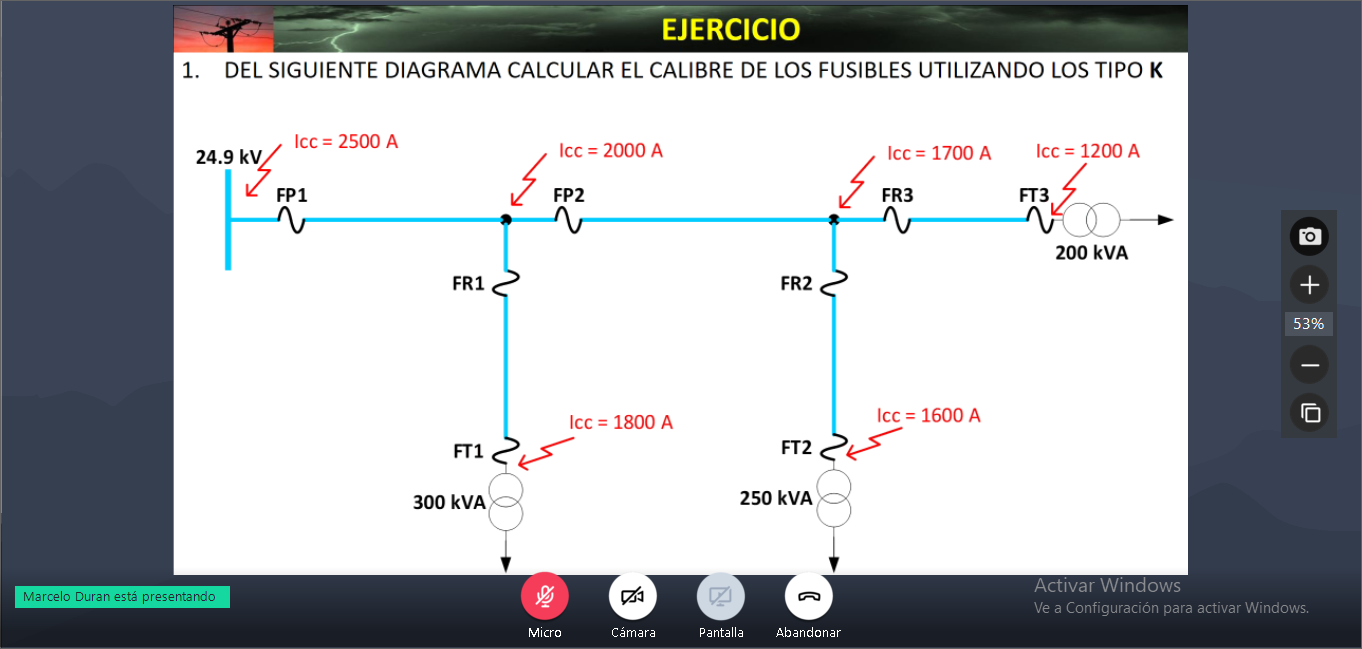 EJERCICIO
1. DEL SIGUIENTE DIAGRAMA CALCULAR EL CALIBRE DE LOS FUSIBLES UTILIZANDO LOS TIPO K
Icc = 2500 A
24.9 kV
FP1
Icc = 2000 A
FP2
Icc = 1700 A
FR3
Icc = 1200 A
FT3
200 kVA
FR1
FR2
53%
Icc = 1800 A
FT1
300 kVA
Icc = 1600 A
FT2
250 kVA
Marcelo Duran está presentando
Micro
Cámara
Pantalla
Abandonar
Activar Windows
Ve a Configuración para activar Windows.